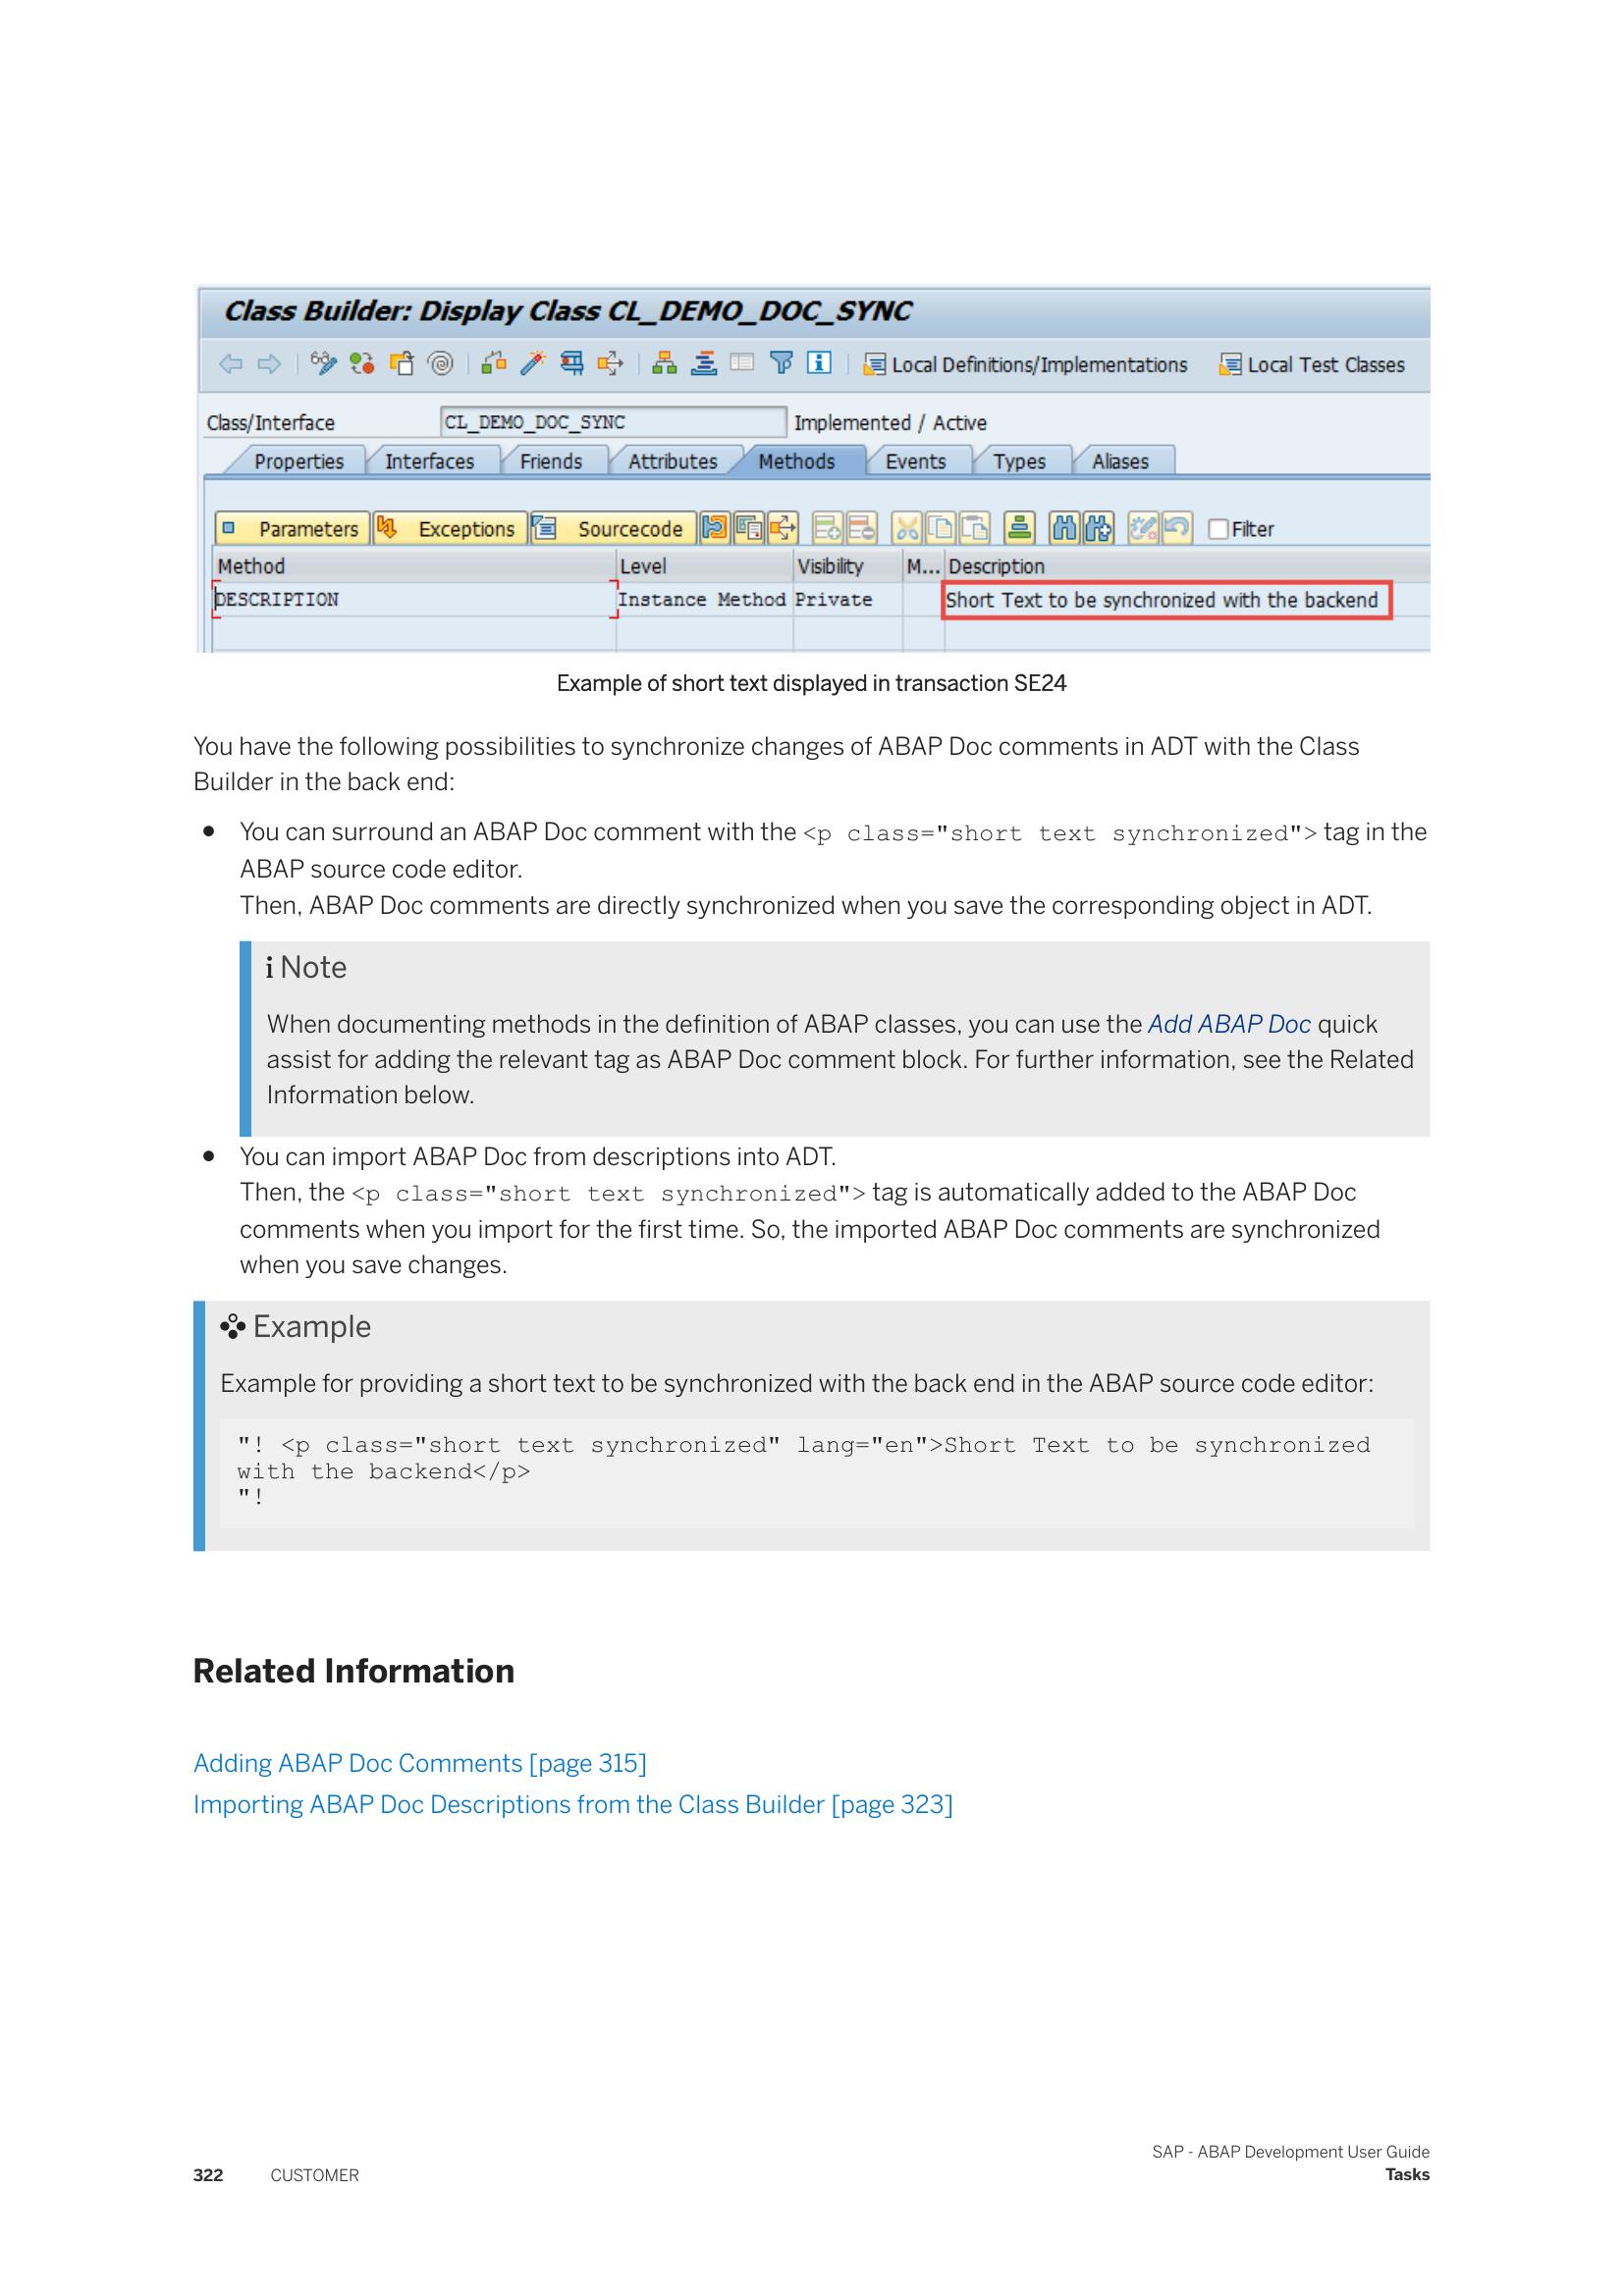 Class Builder: Display Class CL_DEMO_DOC_SYNC
Local Definitions/Implementations Local Test Classes
Class/Interface CL_DEMO_DOC_SYNC Implemented / Active
Properties Interfaces Friends Attributes Methods Events Types Aliases
Parameters Exceptions Sourcecode Filter
Method Level Visibility M... Description
DESCRIPTION Instance Method Private Short Text to be synchronized with the backend
Example of short text displayed in transaction SE24
You have the following possibilities to synchronize changes of ABAP Doc comments in ADT with the Class
Builder in the back end:
● You can surround an ABAP Doc comment with the <p class="short text synchronized"> tag in the
ABAP source code editor.
Then, ABAP Doc comments are directly synchronized when you save the corresponding object in ADT.
i Note
When documenting methods in the definition of ABAP classes, you can use the Add ABAP Doc quick
assist for adding the relevant tag as ABAP Doc comment block. For further information, see the Related
Information below.
● You can import ABAP Doc from descriptions into ADT.
Then, the <p class="short text synchronized"> tag is automatically added to the ABAP Doc
comments when you import for the first time. So, the imported ABAP Doc comments are synchronized
when you save changes.
Example
Example for providing a short text to be synchronized with the back end in the ABAP source code editor:
"! <p class="short text synchronized" lang="en">Short Text to be synchronized
with the backend</p>
"!
Related Information
Adding ABAP Doc Comments [page 315]
Importing ABAP Doc Descriptions from the Class Builder [page 323]
SAP - ABAP Development User Guide
322 CUSTOMER Tasks